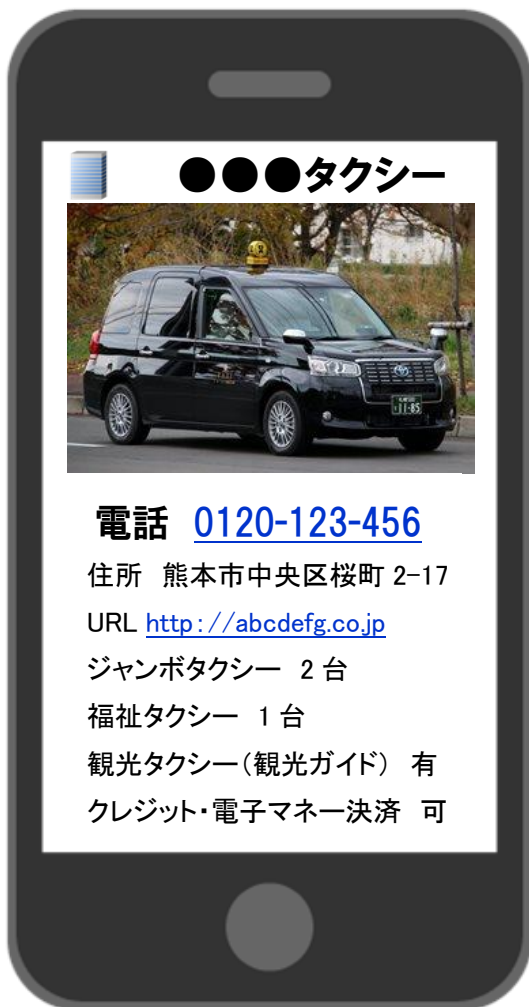 ●●●タクシー
11-85
電話 0120-123-456
住所 熊本市中央区桜町 2-17
URL http://abcdefg.co.jp
ジャンボタクシー 2 台
福祉タクシー 1 台
観光タクシー(観光ガイド) 有
クレジット・電子マネー決済 可